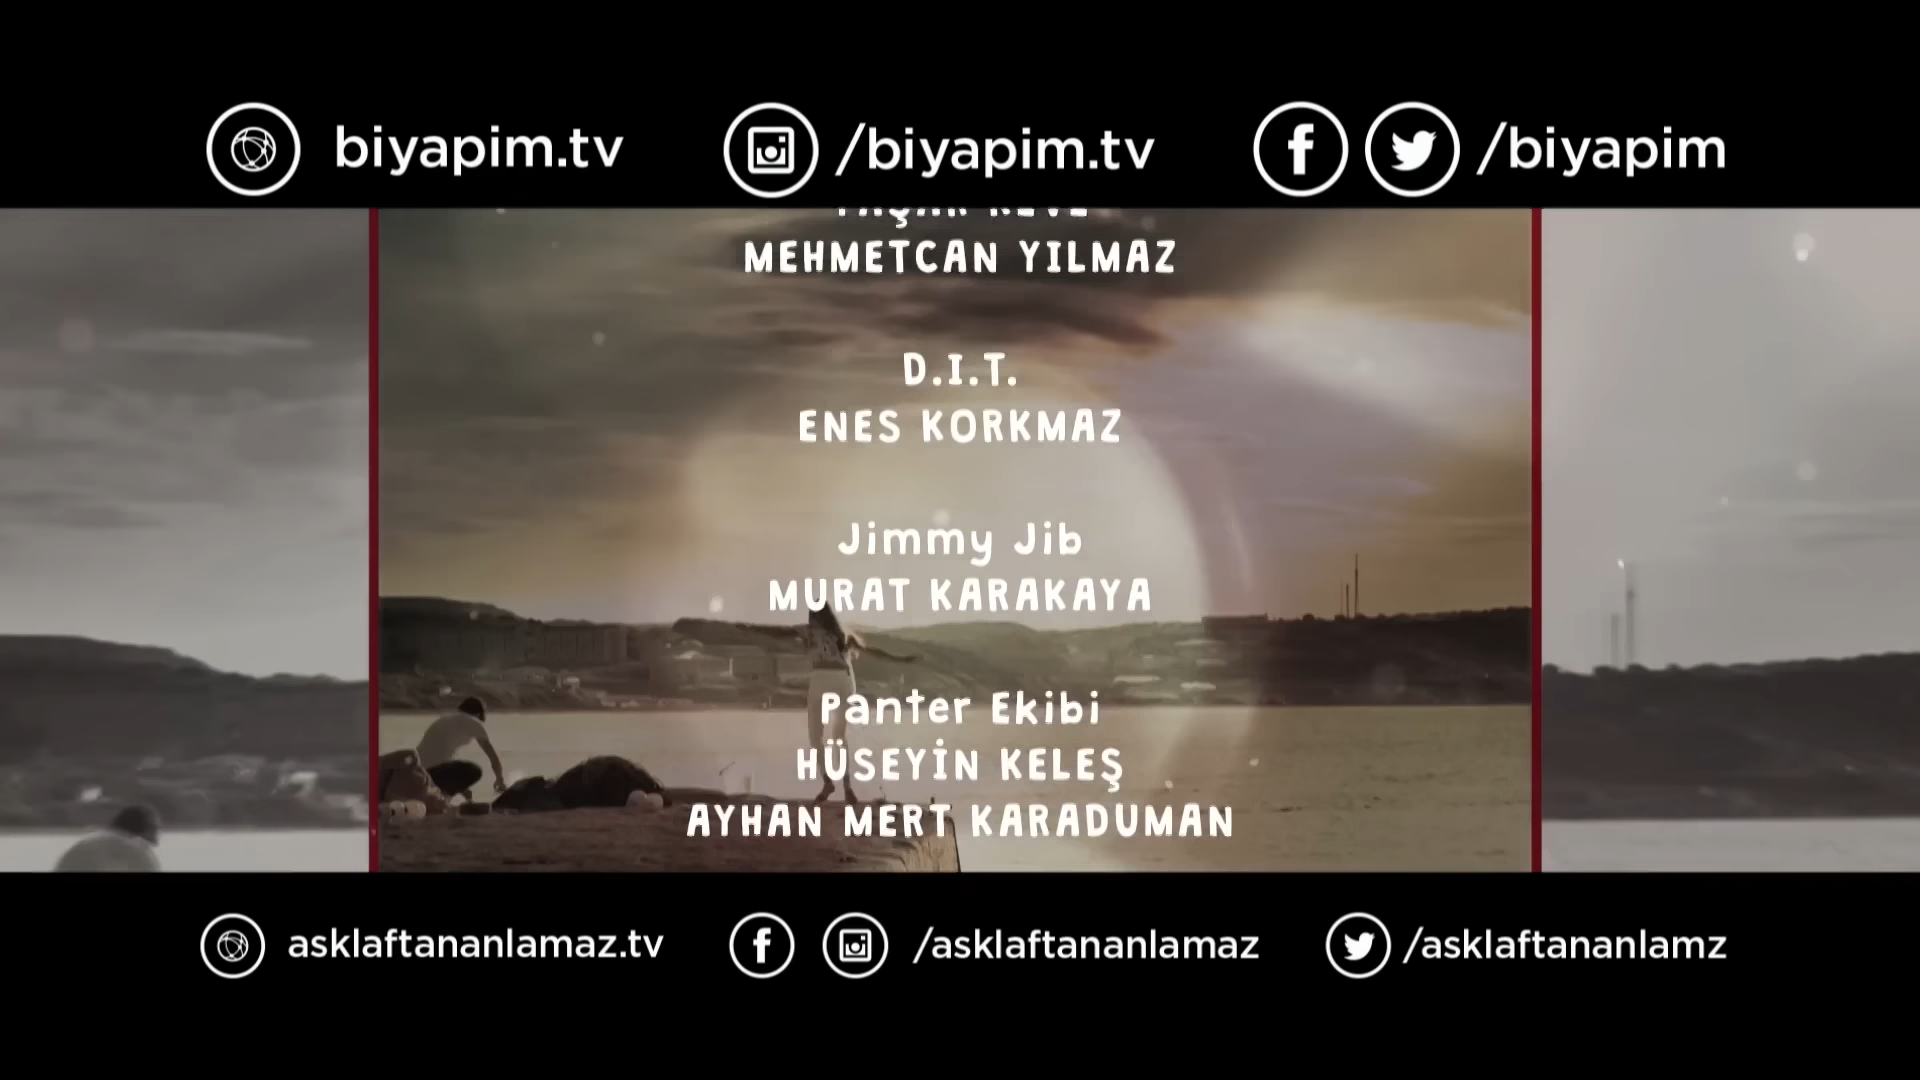 biyapim.tv /biyapim.tv /biyapim
MEHMETCAN YILMAZ
D.I.T.
ENES KORKMAZ
Jimmy Jib
MURAT KARAKAYA
Panter Ekibi
HÜSEYİN KELEŞ
AYHAN MERT KARADUMAN
asklaftananlamaz.tv /asklaftananlamaz /asklaftananlamz